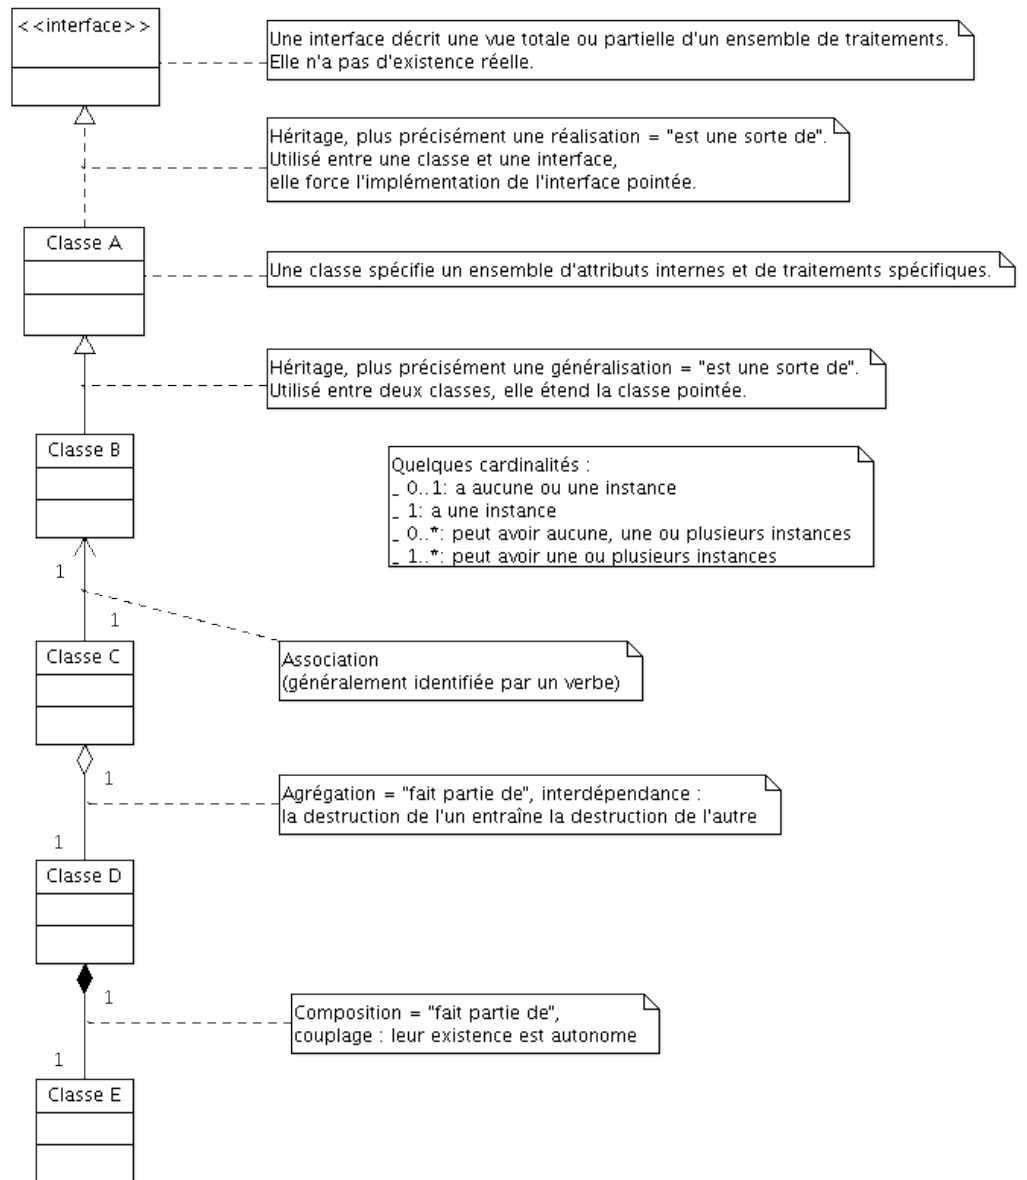 <<interface>>
Une interface décrit une vue totale ou partielle d'un ensemble de traitements.
Elle n'a pas d'existence réelle.
Héritage, plus précisément une réalisation = "est une sorte de".
Utilisé entre une classe et une interface,
elle force l'implémentation de l'interface pointée.
Classe A
Une classe spécifie un ensemble d'attributs internes et de traitements spécifiques.
Héritage, plus précisément une généralisation = "est une sorte de".
Utilisé entre deux classes, elle étend la classe pointée.
Classe B
Quelques cardinalités :
_ 0..1: a aucune ou une instance
_ 1: a une instance
_ 0..*: peut avoir aucune, une ou plusieurs instances
_ 1..*: peut avoir une ou plusieurs instances
1
1
Classe C
Association
(généralement identifiée par un verbe)
1
Agrégation = "fait partie de", interdépendance :
la destruction de l'un entraîne la destruction de l'autre
1
Classe D
1
Composition = "fait partie de",
couplage : leur existence est autonome
1
Classe E